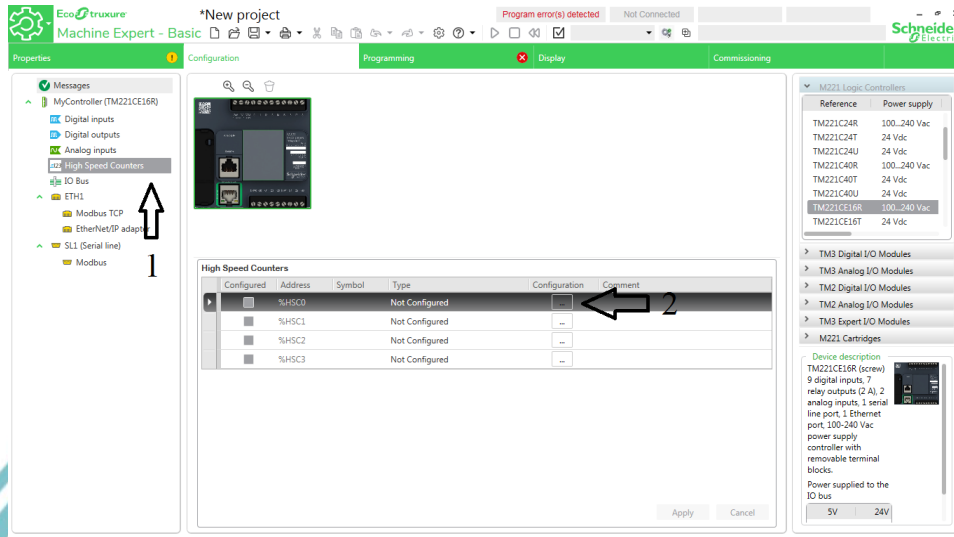 EcoStruxure
*New project
Program error(s) detected
Not Connected
Machine Expert - Basic
Schneide
Electri
Properties
Configuration
Programming
Display
Commissioning
Messages
MyController (TM221CE16R)
Digital inputs
Digital outputs
Analog inputs
High Speed Counters
IO Bus
ETH1
Modbus TCP
EtherNet/IP adapter
SL1 (Serial line)
Modbus
1
High Speed Counters
Configured Address Symbol Type Configuration Comment
%HSC0 Not Configured ...
2
%HSC1 Not Configured ...
%HSC2 Not Configured ...
%HSC3 Not Configured ...
Apply Cancel
M221 Logic Controllers
Reference Power supply
TM221C24R 100...240 Vac
TM221C24T 24 Vdc
TM221C24U 24 Vdc
TM221C40R 100...240 Vac
TM221C40T 24 Vdc
TM221C40U 24 Vdc
TM221CE16R 100...240 Vac
TM221CE16T 24 Vdc
TM3 Digital I/O Modules
TM3 Analog I/O Modules
TM2 Digital I/O Modules
TM2 Analog I/O Modules
TM3 Expert I/O Modules
M221 Cartridges
Device description
TM221CE16R (screw)
9 digital inputs, 7
relay outputs (2 A), 2
analog inputs, 1 serial
line port, 1 Ethernet
port, 100-240 Vac
power supply
controller with
removable terminal
blocks.
Power supplied to the
IO bus
5V 24V